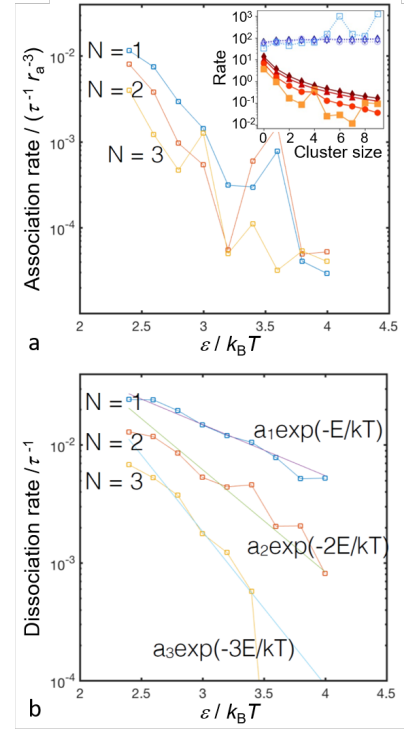 10⁻²
10⁻³
10⁻⁴
Association rate / (τ⁻¹ rₐ⁻³)
N = 1
N = 2
N = 3
10⁴
10³
10²
10¹
10⁰
10⁻¹
10⁻²
Rate
0 2 4 6 8
Cluster size
2 2.5 3 3.5 4 4.5
a
ε / k_BT
10⁻²
10⁻³
10⁻⁴
Dissociation rate /τ⁻¹
N = 1
N = 2
N = 3
a₁exp(-E/kT)
a₂exp(-2E/kT)
a₃exp(-3E/kT)
2 2.5 3 3.5 4 4.5
b
ε / k_BT